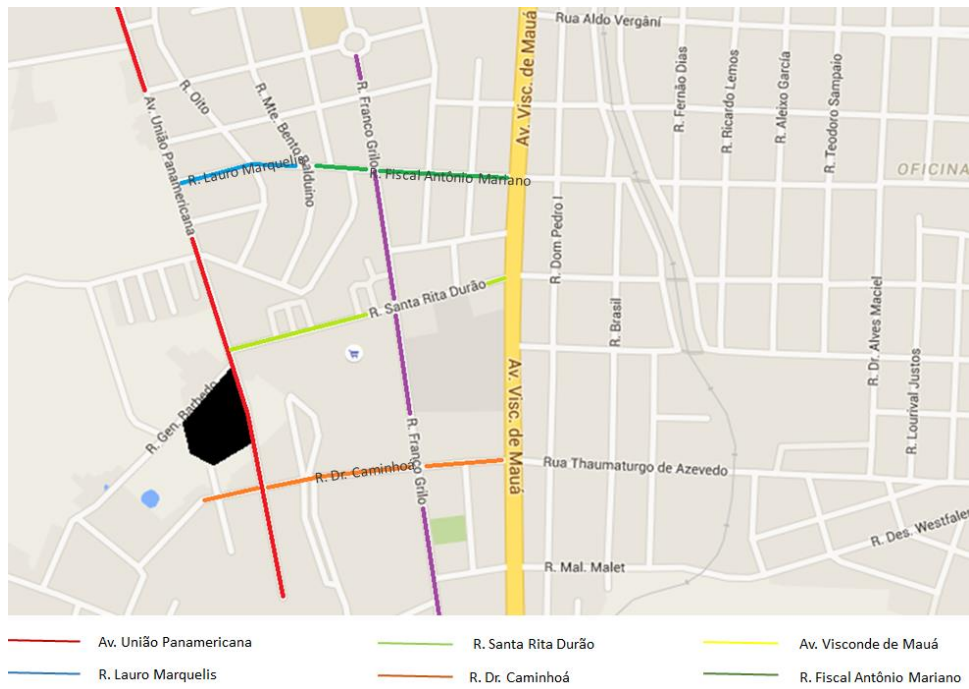 Rua Aldo Vergâní
Av. Visc. de Mauá
R. Fernão Dias
R. Ricardo Lemos
R. Aleixo García
R. Teodoro Sampaio
Av. União Panamericana
R. Oito
R. Mte. Bento Balduino
R. Franco Grilo
R. Lauro Marquelis
R. Fiscal Antônio Mariano
OFICINA
R. Dom Pedro I
R. Santa Rita Durão
R. Brasil
R. Dr. Alves Maciel
R. Lourival Justos
Av. Visc. de Mauá
R. Gen. Barbedo
R. Franco Grilo
R. Dr. Caminhoá
Rua Thaumaturgo de Azevedo
R. Des. Westfalen
R. Mal. Malet
Av. União Panamericana
R. Santa Rita Durão
Av. Visconde de Mauá
R. Lauro Marquelis
R. Dr. Caminhoá
R. Fiscal Antônio Mariano